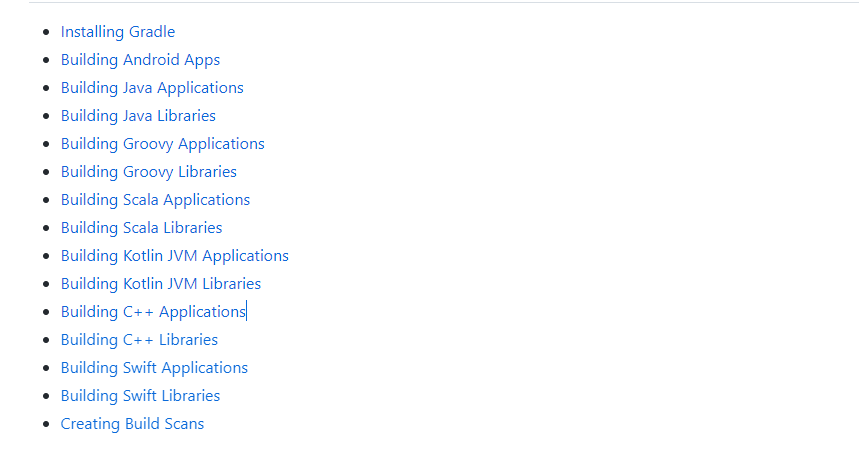 Installing Gradle
Building Android Apps
Building Java Applications
Building Java Libraries
Building Groovy Applications
Building Groovy Libraries
Building Scala Applications
Building Scala Libraries
Building Kotlin JVM Applications
Building Kotlin JVM Libraries
Building C++ Applications
Building C++ Libraries
Building Swift Applications
Building Swift Libraries
Creating Build Scans